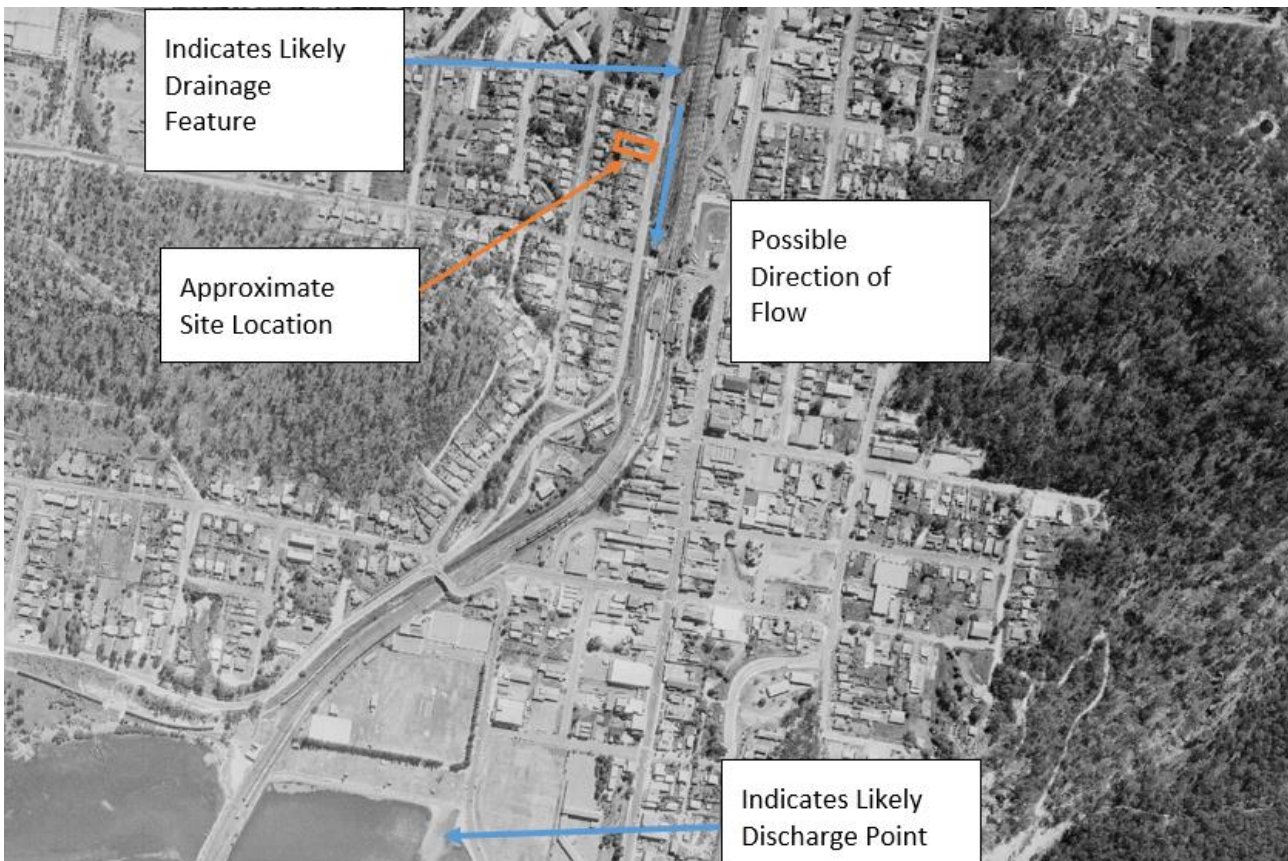 Indicates Likely
Drainage
Feature
Approximate
Site Location
Possible
Direction of
Flow
Indicates Likely
Discharge Point